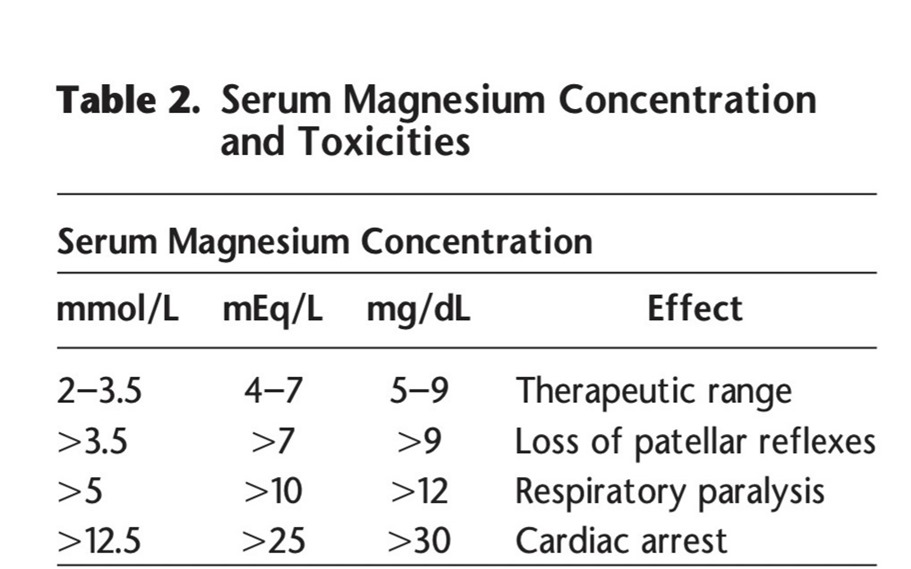 Table 2. Serum Magnesium Concentration
and Toxicities
Serum Magnesium Concentration
mmol/L mEq/L mg/dL Effect
2–3.5 4–7 5–9 Therapeutic range
>3.5 >7 >9 Loss of patellar reflexes
>5 >10 >12 Respiratory paralysis
>12.5 >25 >30 Cardiac arrest